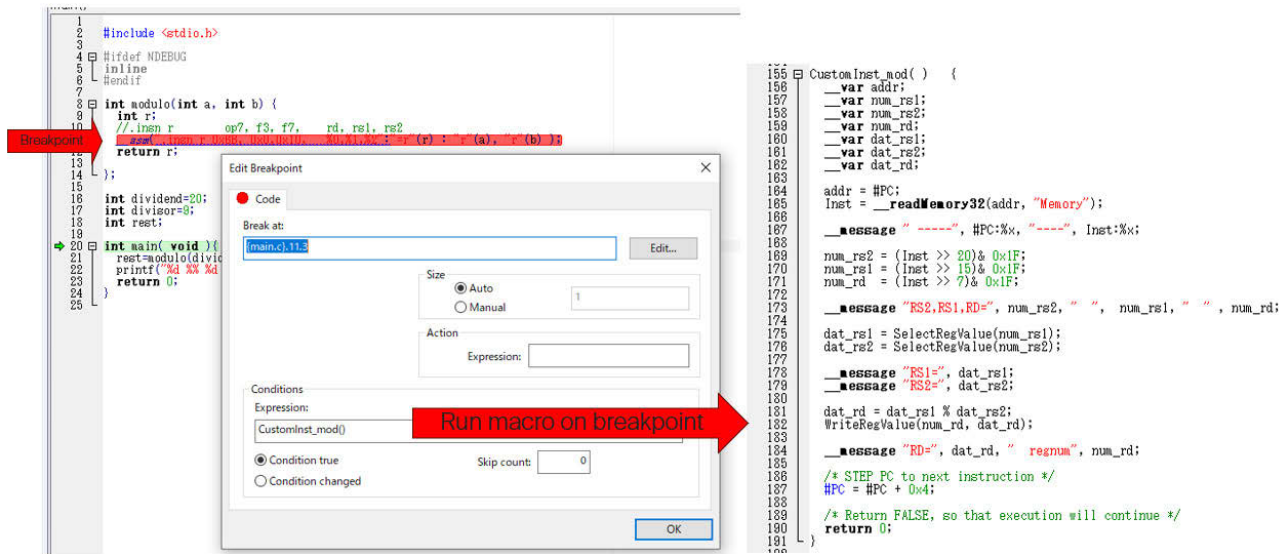 1
2 #include <stdio.h>
3
4 #ifdef NDEBUG
5 inline
6 #endif
7
8 int modulo(int a, int b) {
9 int r;
10 //.insn r op7, f3, f7, rd, rs1, rs2
Breakpoint
asm(".insn r 0x6B, 0x0,0x10, %0,%1,%2": "=r"(r) : "r"(a), "r"(b) );
12 return r;
13
14 };
15
16 int dividend=20;
17 int divisor=9;
18 int rest;
19
20 int main( void ){
21 rest=modulo(divid
22 printf("%d %% %d
23 return 0;
24 }
25
Edit Breakpoint
Code
Break at:
{main.c}.11.3
Edit...
Size
Auto
Manual
1
Action
Expression:
Conditions
Expression:
CustomInst_mod()
Condition true
Condition changed
Skip count: 0
OK
Run macro on breakpoint
155 CustomInst_mod( ) {
156 __var addr;
157 __var num_rs1;
158 __var num_rs2;
159 __var num_rd;
160 __var dat_rs1;
161 __var dat_rs2;
162 __var dat_rd;
163
164 addr = #PC;
165 Inst = __readMemory32(addr, "Memory");
166
167 __message " -----", #PC:%x, "----", Inst:%x;
168
169 num_rs2 = (Inst >> 20)& 0x1F;
170 num_rs1 = (Inst >> 15)& 0x1F;
171 num_rd = (Inst >> 7)& 0x1F;
172
173 __message "RS2,RS1,RD=", num_rs2, " ", num_rs1, " " , num_rd;
174
175 dat_rs1 = SelectRegValue(num_rs1);
176 dat_rs2 = SelectRegValue(num_rs2);
177
178 __message "RS1=", dat_rs1;
179 __message "RS2=", dat_rs2;
180
181 dat_rd = dat_rs1 % dat_rs2;
182 WriteRegValue(num_rd, dat_rd);
183
184 __message "RD=", dat_rd, " regnum", num_rd;
185
186 /* STEP PC to next instruction */
187 #PC = #PC + 0x4;
188
189 /* Return FALSE, so that execution will continue */
190 return 0;
191 }